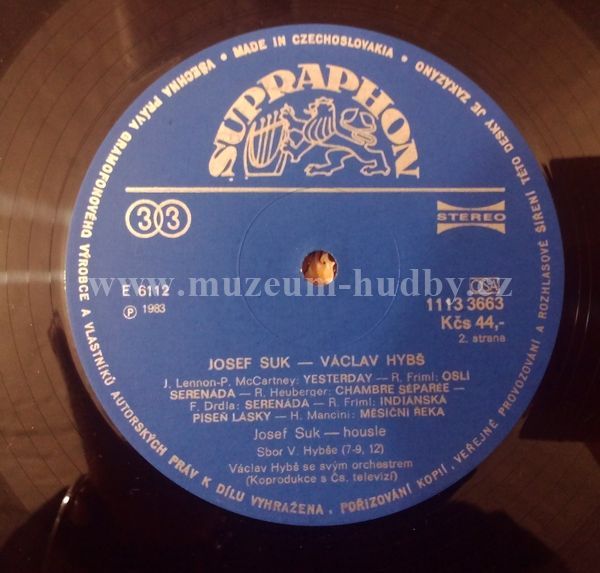 VŠECHNA PRÁVA GRAMOFONOVÉHO VÝROBCE A VLASTNÍKŮ AUTORSKÝCH PRÁV K DÍLU VYHRAŽENA. POŘIZOVÁNÍ KOPIÍ, VEŘEJNÉ PROVOZOVÁNÍ A ROZHLASOVÉ ŠÍŘENÍ TÉTO DESKY JE ZAKÁZÁNO • MADE IN CZECHOSLOVAKIA •
SUPRAPHON
33
STEREO
www.muzeum-hudby.cz
E 6112
℗ 1983
1113 3663
Kčs 44,-
2. strana
JOSEF SUK — VÁCLAV HYBŠ
J. Lennon-P. McCartney: YESTERDAY — R. Friml: OSLÍ
SERENÁDA — R. Heuberger: CHAMBRE SÉPARÉE —
F. Drdla: SERENÁDA — R. Friml: INDIÁNSKÁ
PÍSEŇ LÁSKY — H. Mancini: MĚSÍČNÍ ŘEKA
Josef Suk — housle
Sbor V. Hybše (7-9, 12)
Václav Hybš se svým orchestrem
(Koprodukce s Čs. televizí)